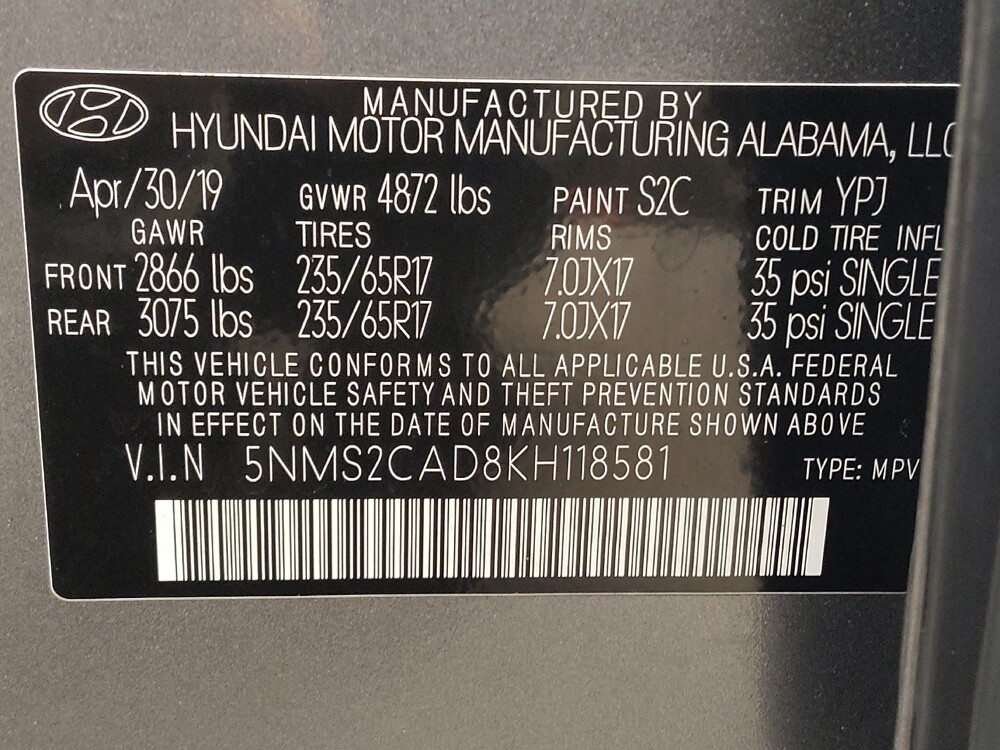 MANUFACTURED BY
HYUNDAI MOTOR MANUFACTURING ALABAMA, LLC
Apr/30/19 GVWR 4872 lbs PAINT S2C TRIM YPJ
GAWR TIRES RIMS COLD TIRE INFL
FRONT 2866 lbs 235/65R17 7.0JX17 35 psi SINGLE
REAR 3075 lbs 235/65R17 7.0JX17 35 psi SINGLE
THIS VEHICLE CONFORMS TO ALL APPLICABLE U.S.A. FEDERAL
MOTOR VEHICLE SAFETY AND THEFT PREVENTION STANDARDS
IN EFFECT ON THE DATE OF MANUFACTURE SHOWN ABOVE
V.I.N 5NMS2CAD8KH118581 TYPE: MPV